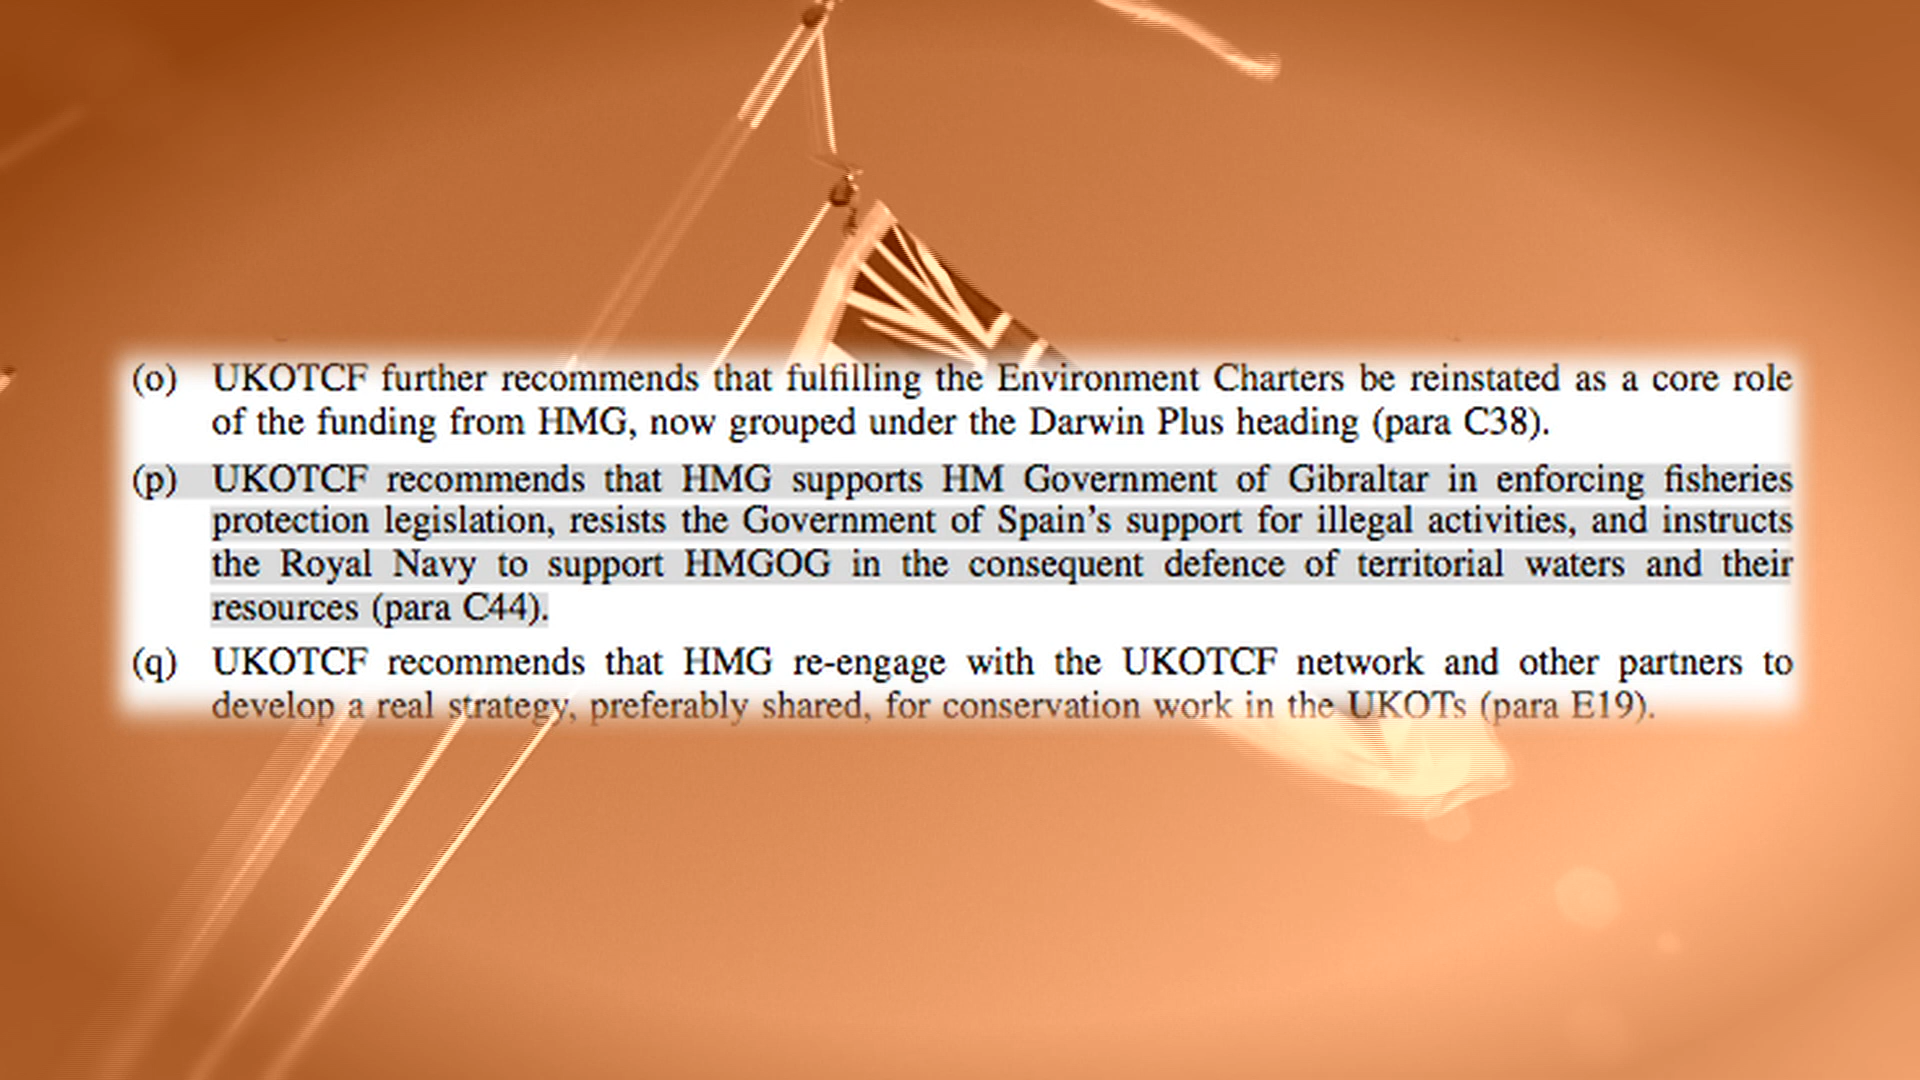 (o) UKOTCF further recommends that fulfilling the Environment Charters be reinstated as a core role
of the funding from HMG, now grouped under the Darwin Plus heading (para C38).
(p) UKOTCF recommends that HMG supports HM Government of Gibraltar in enforcing fisheries
protection legislation, resists the Government of Spain's support for illegal activities, and instructs
the Royal Navy to support HMGOG in the consequent defence of territorial waters and their
resources (para C44).
(q) UKOTCF recommends that HMG re-engage with the UKOTCF network and other partners to
develop a real strategy, preferably shared, for conservation work in the UKOTs (para E19).